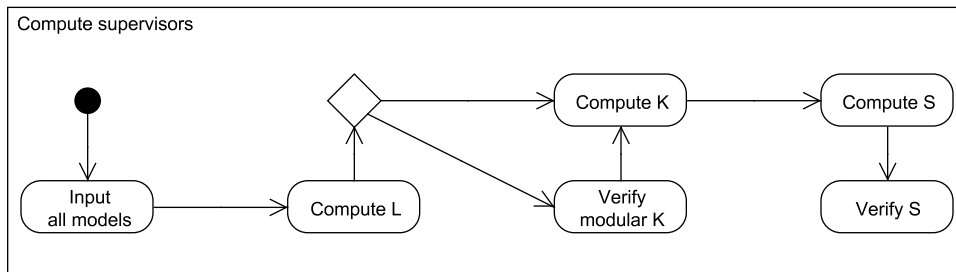 Compute supervisors
Compute K
Compute S
Input
all models
Compute L
Verify
modular K
Verify S